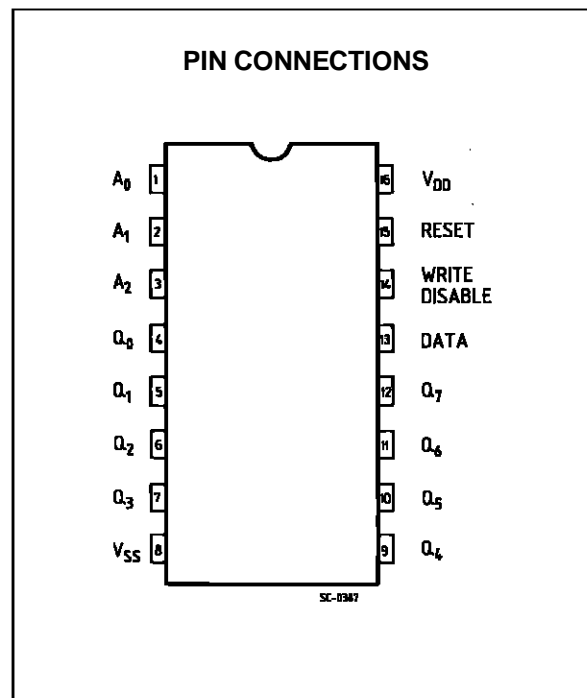 PIN CONNECTIONS
A0 1 16 VDD
A1 2 15 RESET
A2 3 14 WRITE
DISABLE
Q0 4 13 DATA
Q1 5 12 Q7
Q2 6 11 Q6
Q3 7 10 Q5
VSS 8 9 Q4
SC-0367